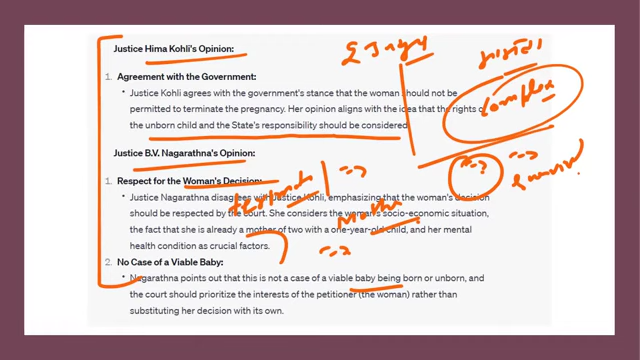 Justice Hima Kohli's Opinion:
1. Agreement with the Government:
• Justice Kohli agrees with the government's stance that the woman should not be
permitted to terminate the pregnancy. Her opinion aligns with the idea that the rights of
the unborn child and the State's responsibility should be considered.
Justice B.V. Nagarathna's Opinion:
1. Respect for the Woman's Decision:
• Justice Nagarathna disagrees with Justice Kohli, emphasizing that the woman's decision
should be respected by the court. She considers the woman's socio-economic situation,
the fact that she is already a mother of two with a one-year-old child, and her mental
health condition as crucial factors.
2. No Case of a Viable Baby:
• Nagarathna points out that this is not a case of a viable baby being born or unborn, and
the court should prioritize the interests of the petitioner (the woman) rather than
substituting her decision with its own.
Complex
Mother